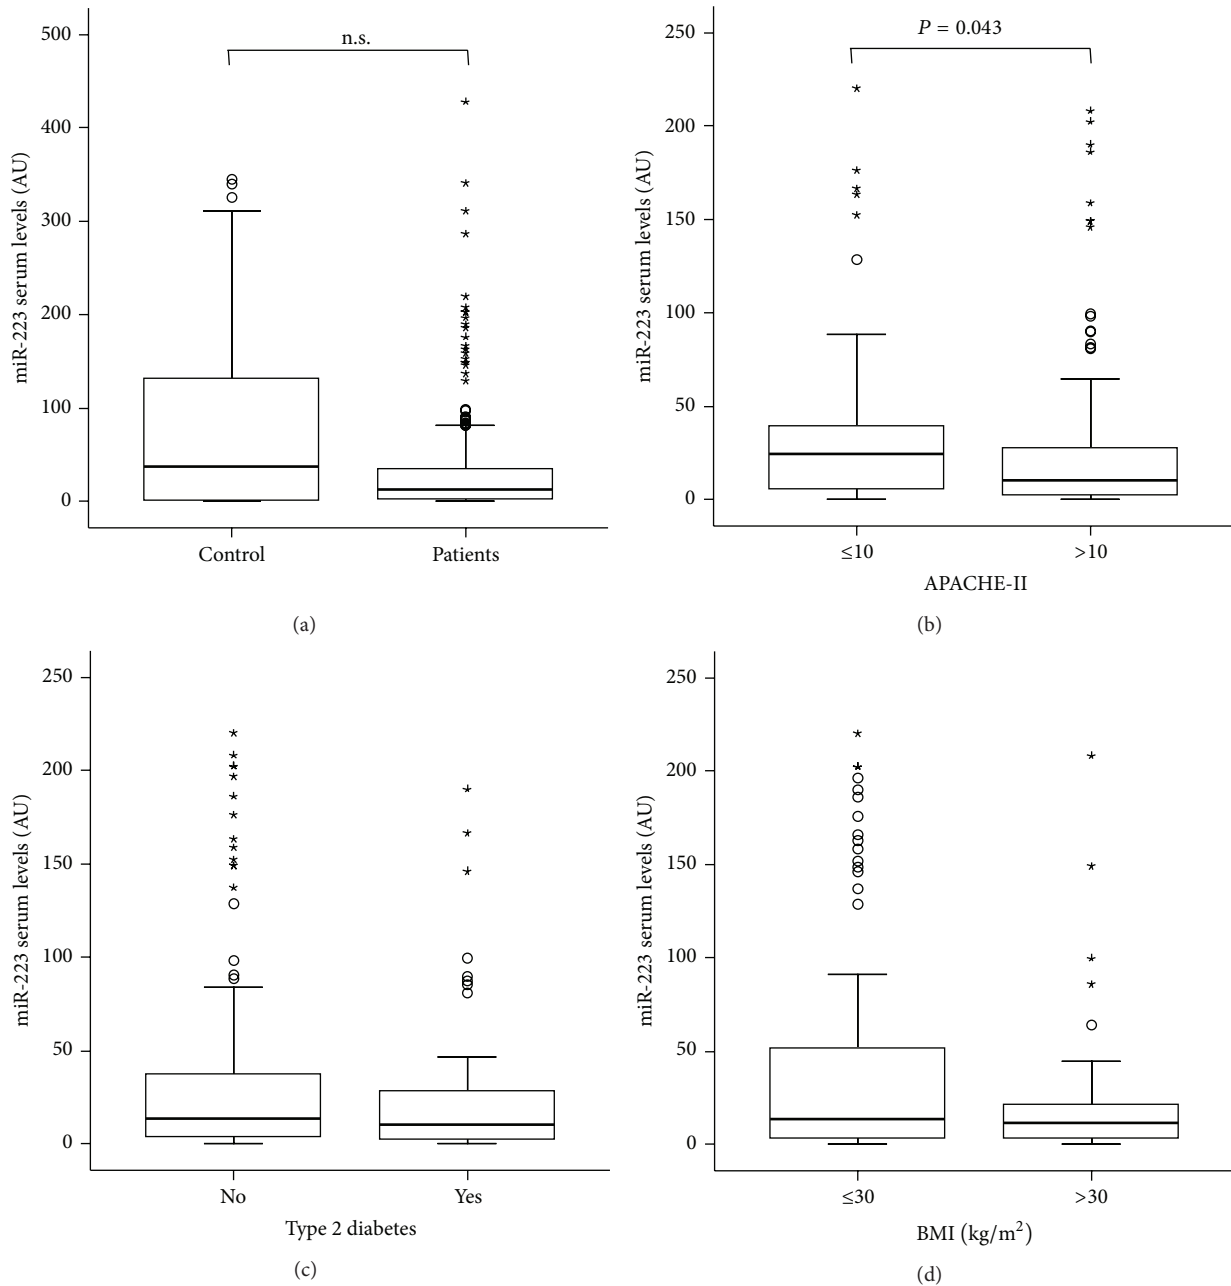 n.s.
500
400
300
200
100
0
miR-223 serum levels (AU)
Control Patients
(a)
P = 0.043
250
200
150
100
50
0
miR-223 serum levels (AU)
≤10 >10
APACHE-II
(b)
250
200
150
100
50
0
miR-223 serum levels (AU)
No Yes
Type 2 diabetes
(c)
250
200
150
100
50
0
miR-223 serum levels (AU)
≤30 >30
BMI (kg/m²)
(d)